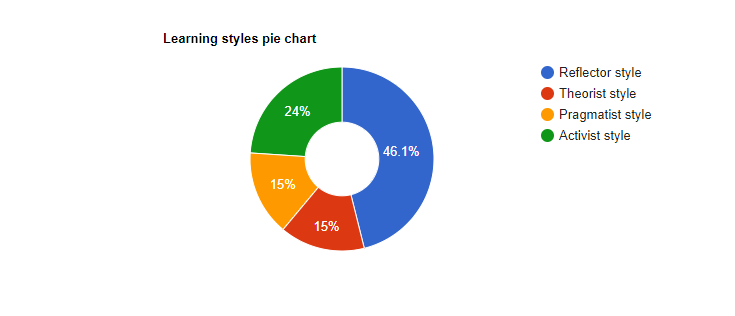 Learning styles pie chart
Reflector style
Theorist style
Pragmatist style
Activist style
24%
46.1%
15%
15%